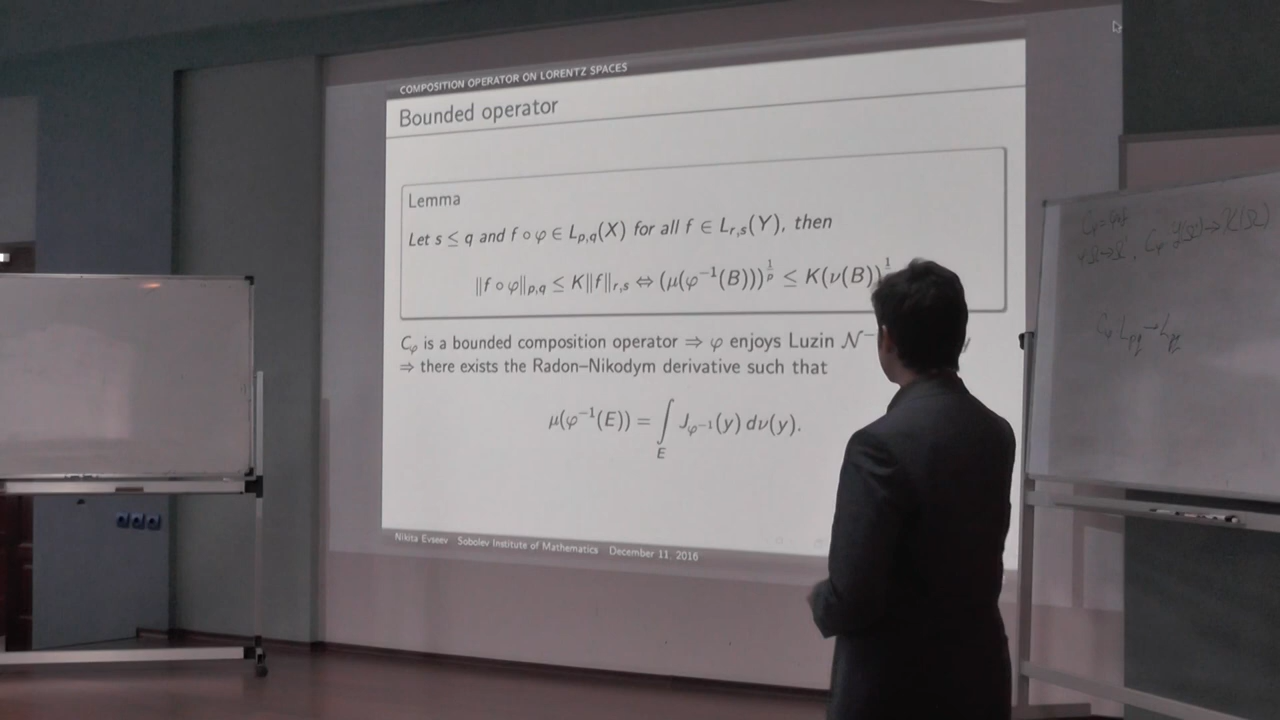 COMPOSITION OPERATOR ON LORENTZ SPACES
Bounded operator
Lemma
Let s ≤ q and f ∘ φ ∈ L_{p,q}(X) for all f ∈ L_{r,s}(Y), then
‖f ∘ φ‖_{p,q} ≤ K‖f‖_{r,s} ⇔ (μ(φ⁻¹(B)))^{1/p} ≤ K(ν(B))
C_φ is a bounded composition operator ⇒ φ enjoys Luzin 𝒩⁻
⇒ there exists the Radon–Nikodym derivative such that
μ(φ⁻¹(E)) = ∫_E J_{φ⁻¹}(y) dν(y).
Nikita Evseev Sobolev Institute of Mathematics December 11, 2016